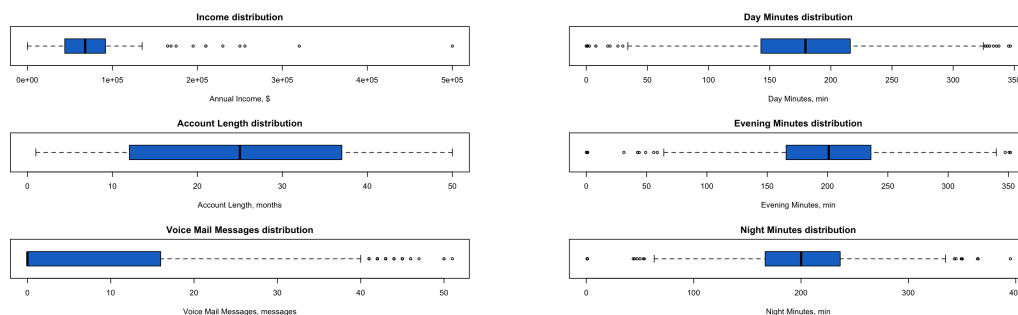 Income distribution
0e+00 1e+05 2e+05 3e+05 4e+05 5e+05
Annual Income, $
Account Length distribution
0 10 20 30 40 50
Account Length, months
Voice Mail Messages distribution
0 10 20 30 40 50
Voice Mail Messages, messages
Day Minutes distribution
0 50 100 150 200 250 300 350
Day Minutes, min
Evening Minutes distribution
0 50 100 150 200 250 300 350
Evening Minutes, min
Night Minutes distribution
0 100 200 300 400
Night Minutes, min